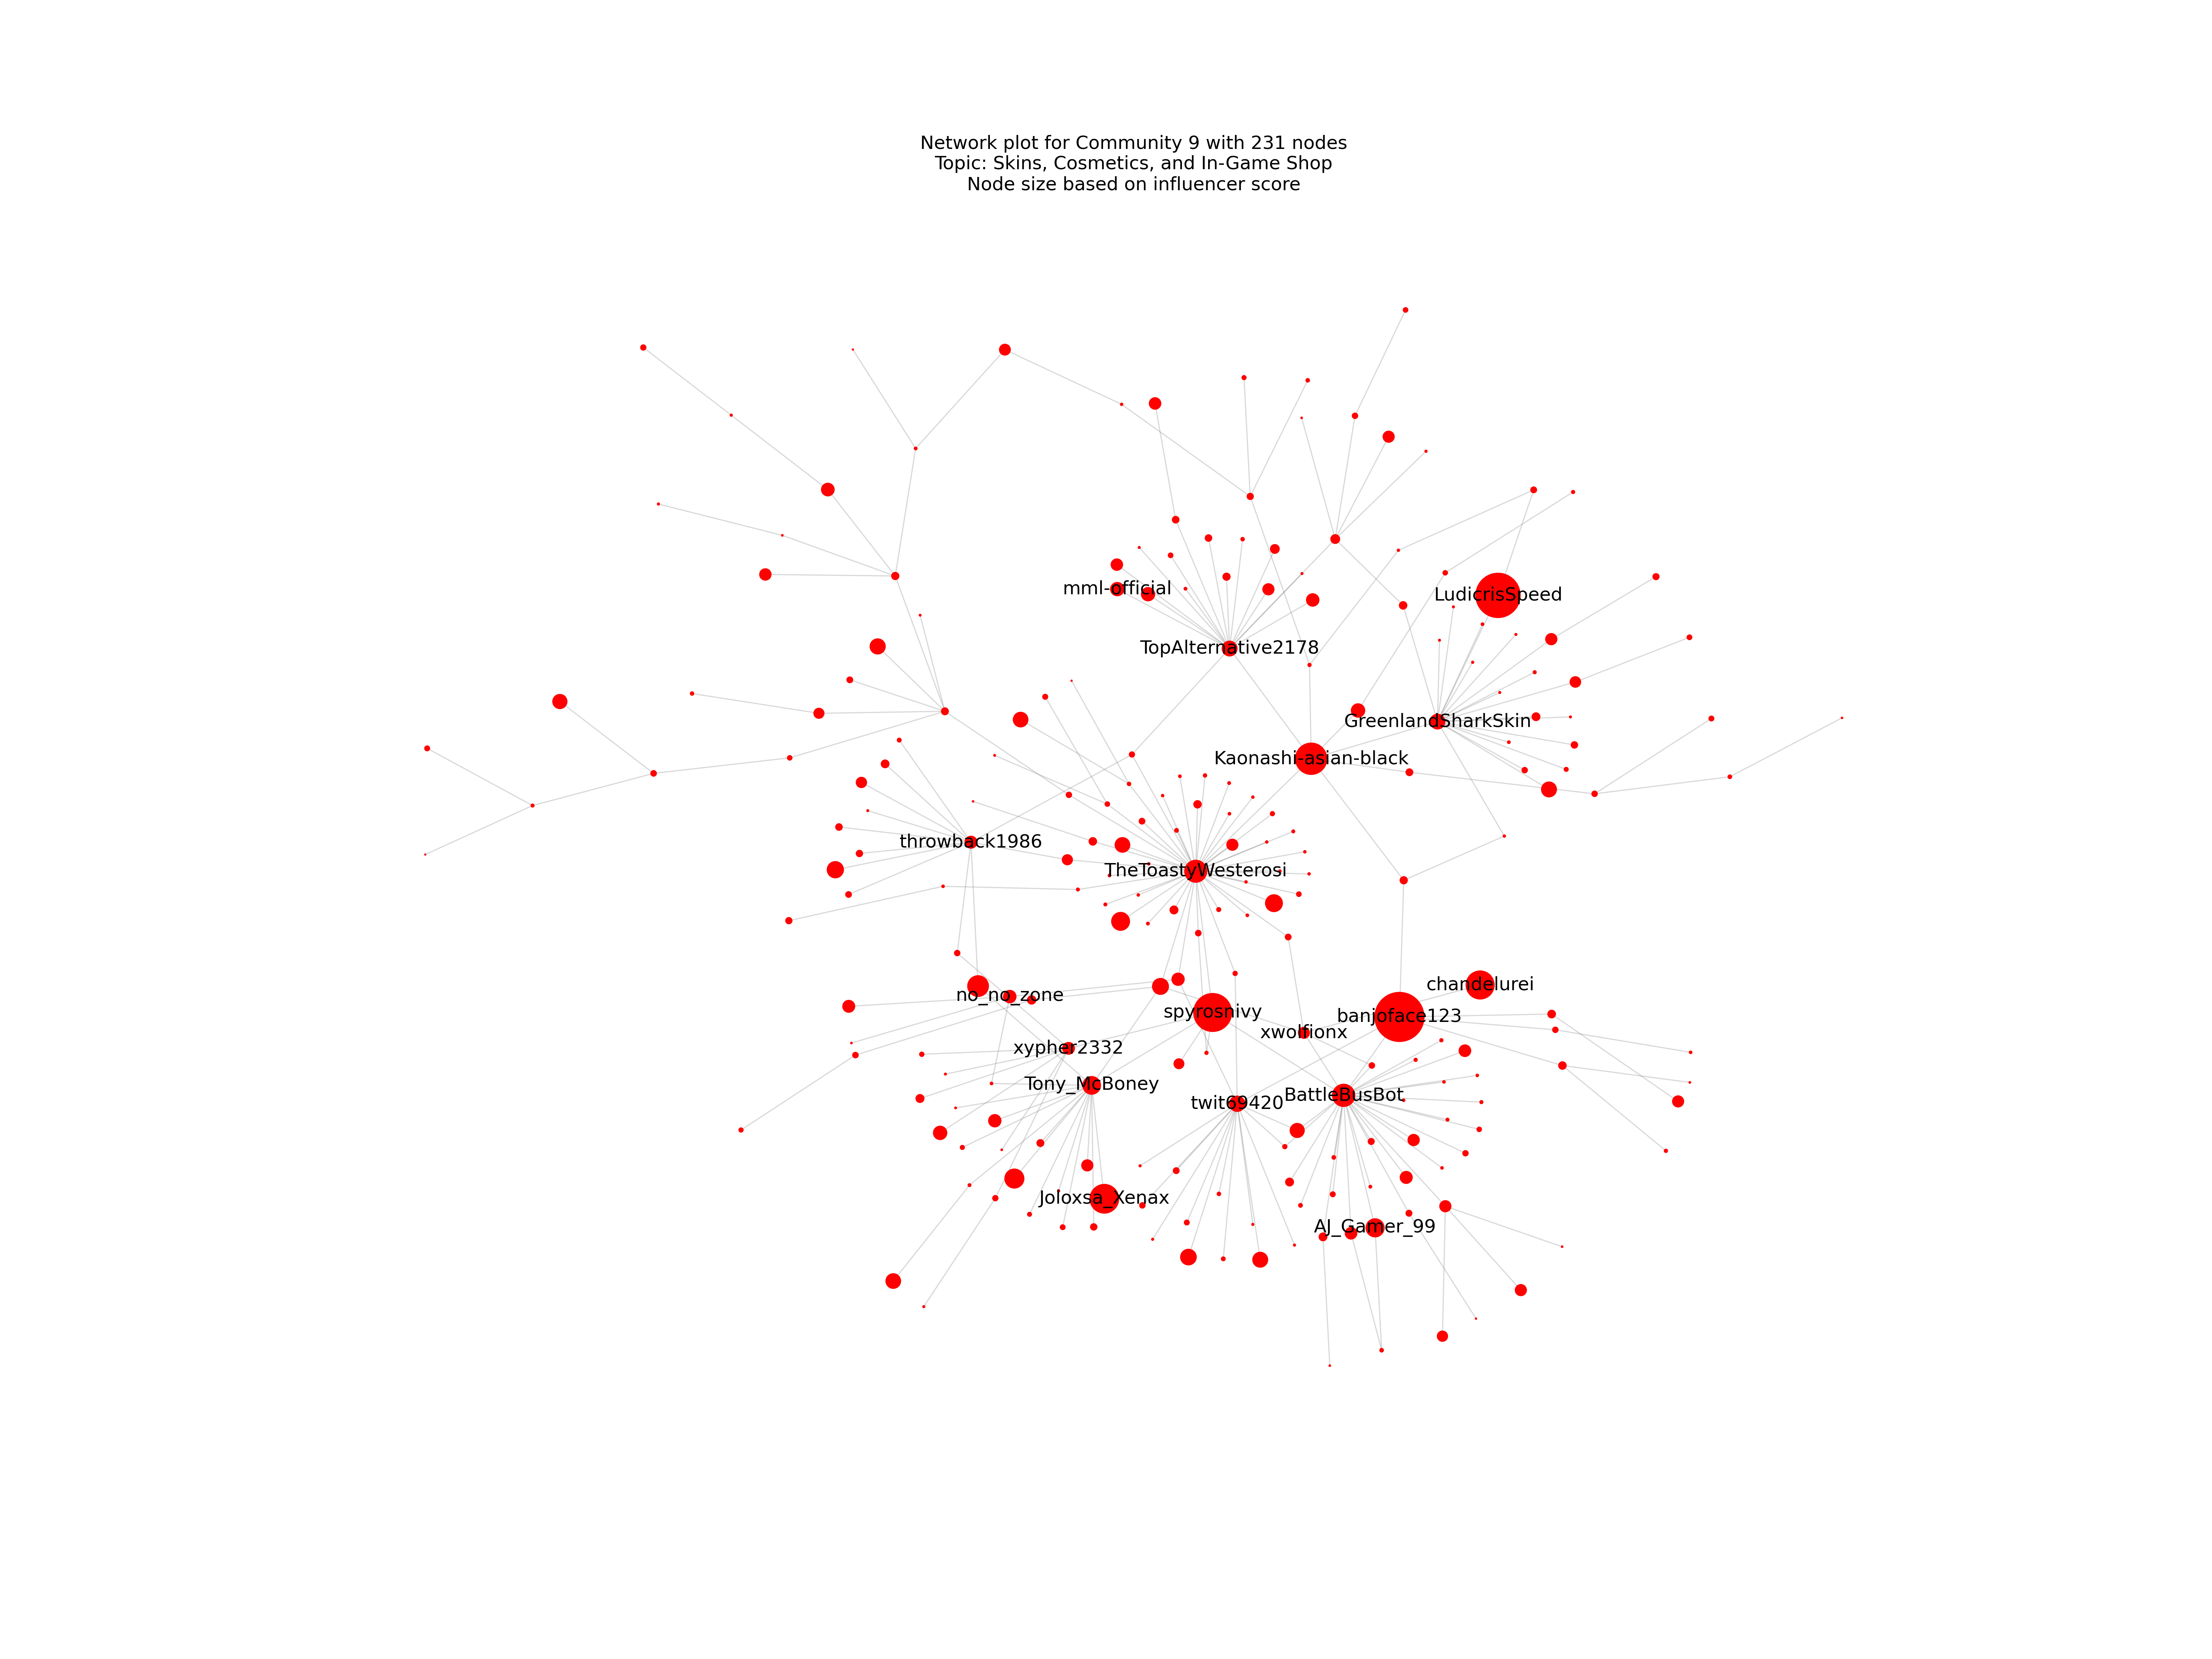 Network plot for Community 9 with 231 nodes
Topic: Skins, Cosmetics, and In-Game Shop
Node size based on influencer score
mml-official
LudicrisSpeed
TopAlternative2178
GreenlandSharkSkin
Kaonashi-asian-black
throwback1986
TheToastyWesterosi
chandelurei
no_no_zone
spyrosnivy
banjoface123
xwolfionx
xypher2332
Tony_McBoney
BattleBusBot
twit69420
Joloxsa_Xenax
AJ_Gamer_99